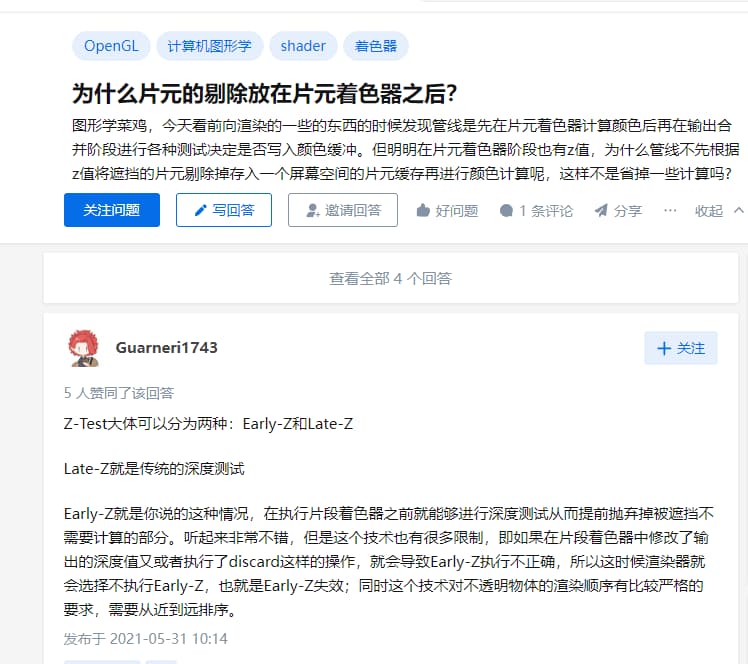 OpenGL 计算机图形学 shader 着色器
为什么片元的剔除放在片元着色器之后？
图形学菜鸡，今天看前向渲染的一些的东西的时候发现管线是先在片元着色器计算颜色后再在输出合
并阶段进行各种测试决定是否写入颜色缓冲。但明明在片元着色器阶段也有z值，为什么管线不先根据
z值将遮挡的片元剔除掉存入一个屏幕空间的片元缓存再进行颜色计算呢，这样不是省掉一些计算吗?
关注问题 写回答 邀请回答 好问题 1 条评论 分享 ··· 收起
查看全部 4 个回答
Guarneri1743
+ 关注
5 人赞同了该回答
Z-Test大体可以分为两种：Early-Z和Late-Z
Late-Z就是传统的深度测试
Early-Z就是你说的这种情况，在执行片段着色器之前就能够进行深度测试从而提前抛弃掉被遮挡不
需要计算的部分。听起来非常不错，但是这个技术也有很多限制，即如果在片段着色器中修改了输
出的深度值又或者执行了discard这样的操作，就会导致Early-Z执行不正确，所以这时候渲染器就
会选择不执行Early-Z，也就是Early-Z失效；同时这个技术对不透明物体的渲染顺序有比较严格的
要求，需要从近到远排序。
发布于 2021-05-31 10:14